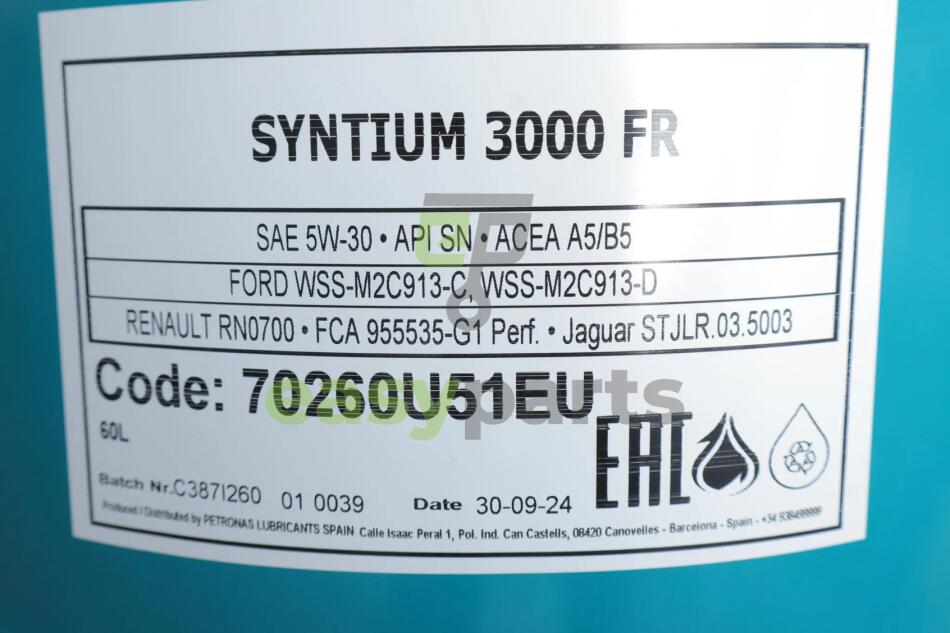 SYNTIUM 3000 FR
SAE 5W-30 • API SN • ACEA A5/B5
FORD WSS-M2C913-C, WSS-M2C913-D
RENAULT RN0700 • FCA 955535-G1 Perf. • Jaguar STJLR.03.5003
Code: 70260U51EU
easyparts
60L
EAC
Batch Nr.C387I260 01 0039 Date 30-09-24
Produced / Distributed by PETRONAS LUBRICANTS SPAIN Calle Isaac Peral 1, Pol. Ind. Can Castells, 08420 Canovelles - Barcelona - Spain - +34 938499999